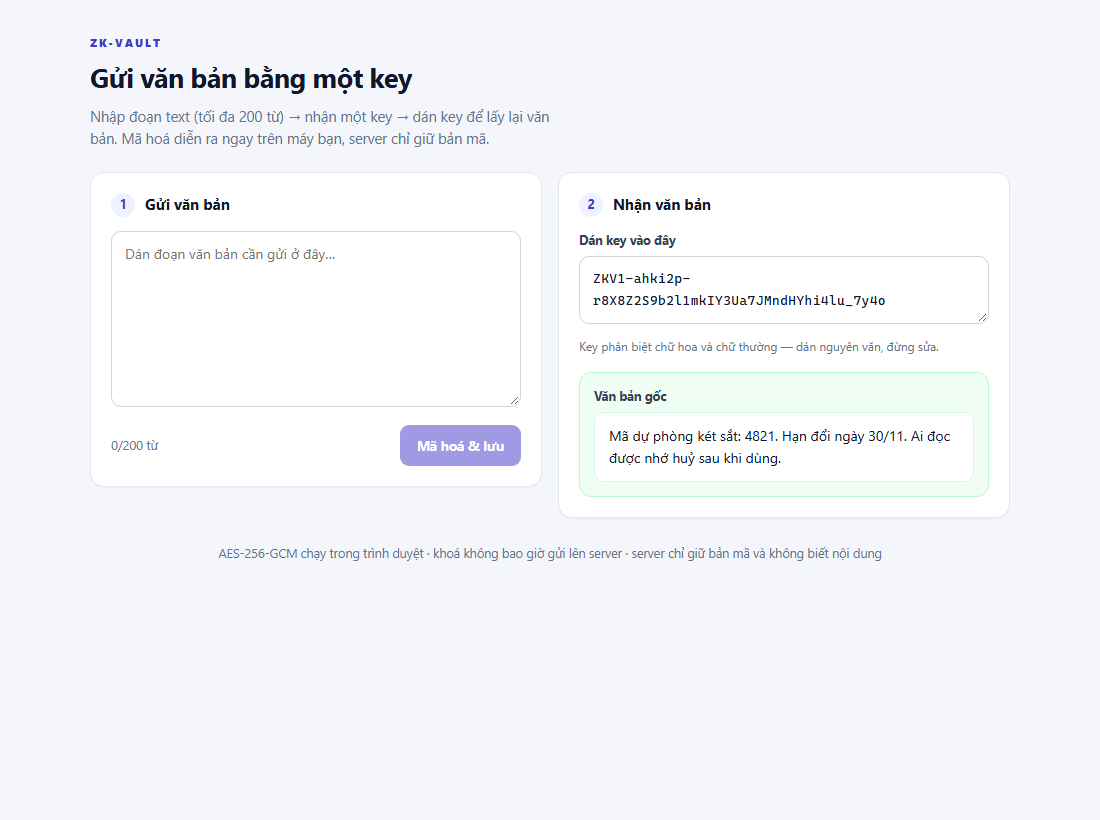 ZK-VAULT
Gửi văn bản bằng một key
Nhập đoạn text (tối đa 200 từ) → nhận một key → dán key để lấy lại văn
bản. Mã hoá diễn ra ngay trên máy bạn, server chỉ giữ bản mã.
1 Gửi văn bản
Dán đoạn văn bản cần gửi ở đây...
0/200 từ
Mã hoá & lưu
2 Nhận văn bản
Dán key vào đây
ZKV1-ahki2p-
r8X8Z2S9b2l1mkIY3Ua7JMndHYhi4lu_7y4o
Key phân biệt chữ hoa và chữ thường — dán nguyên văn, đừng sửa.
Văn bản gốc
Mã dự phòng két sắt: 4821. Hạn đổi ngày 30/11. Ai đọc
được nhớ huỷ sau khi dùng.
AES-256-GCM chạy trong trình duyệt · khoá không bao giờ gửi lên server · server chỉ giữ bản mã và không biết nội dung